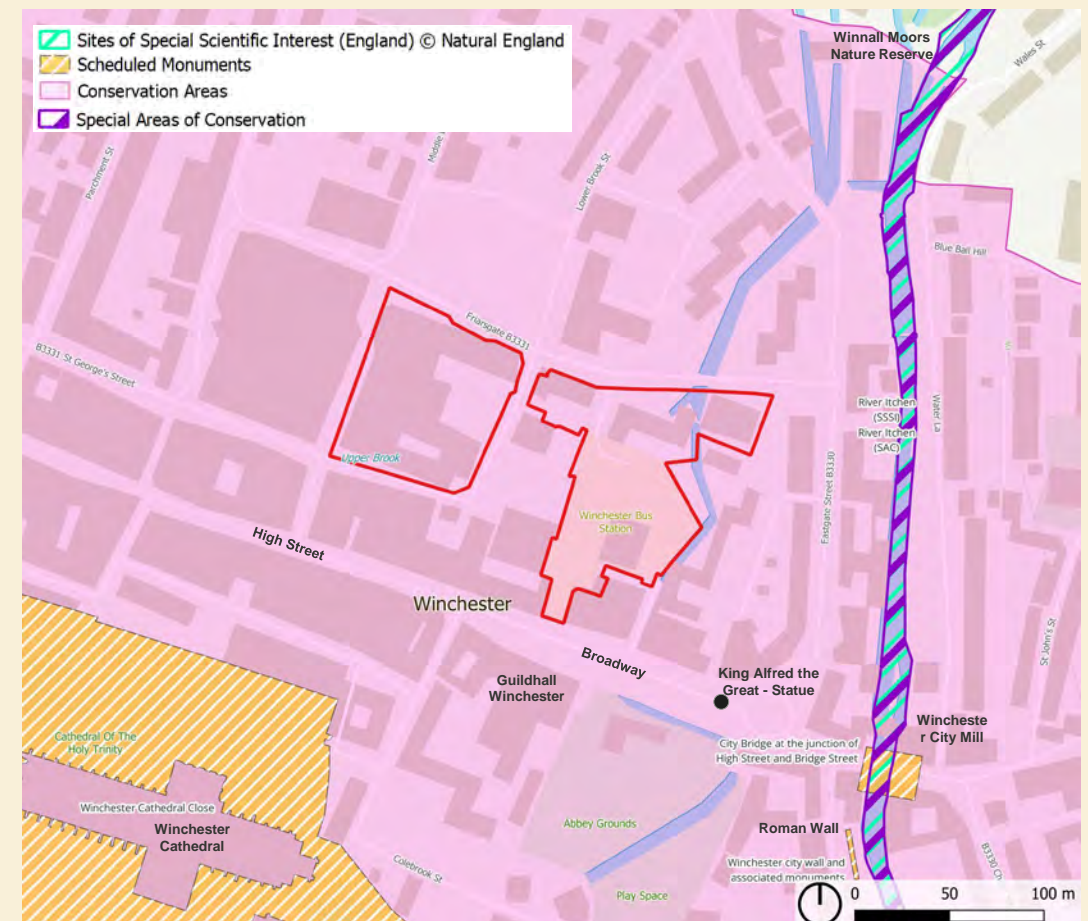 Sites of Special Scientific Interest (England) © Natural England
Scheduled Monuments
Conservation Areas
Special Areas of Conservation
Winnall Moors
Nature Reserve
Wales St
Parchment St
Middle
Lower Brook St
Blue Ball Hill
Friarsgate B3331
B3331 St George's Street
Upper Brook
River Itchen
(SSSI)
River Itchen
(SAC)
Water La
Eastgate Street B3330
Winchester Bus
Station
High Street
Winchester
Broadway
St John's St
Guildhall
Winchester
King Alfred the
Great - Statue
Wincheste
r City Mill
City Bridge at the junction of
High Street and Bridge Street
Cathedral Of The
Holy Trinity
Winchester Cathedral Close
Winchester
Cathedral
Abbey Grounds
Roman Wall
Winchester city wall and
associated monuments
Colebrook St
Play Space
B3330 Ch
0 50 100 m